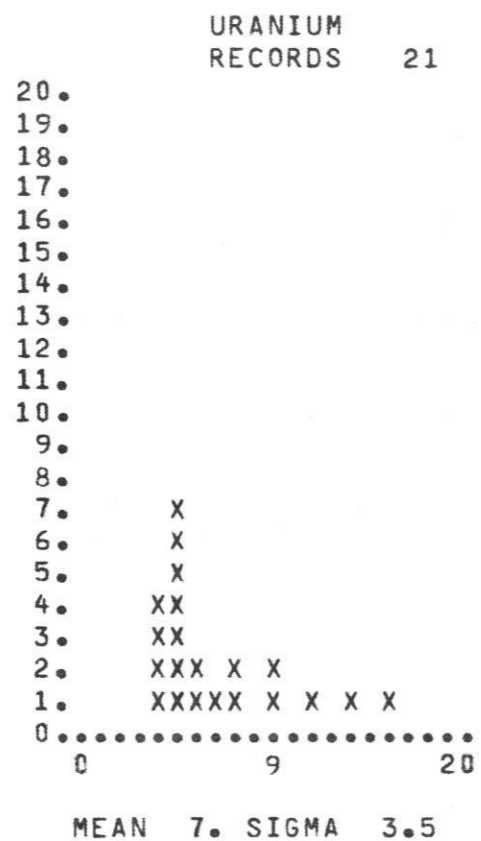 URANIUM
RECORDS 21
20.
19.
18.
17.
16.
15.
14.
13.
12.
11.
10.
9.
8.
7. X
6. X
5. X
4. XX
3. XX
2. XXX X X
1. XXXXX X X X X
0......................
0 9 20
MEAN 7. SIGMA 3.5